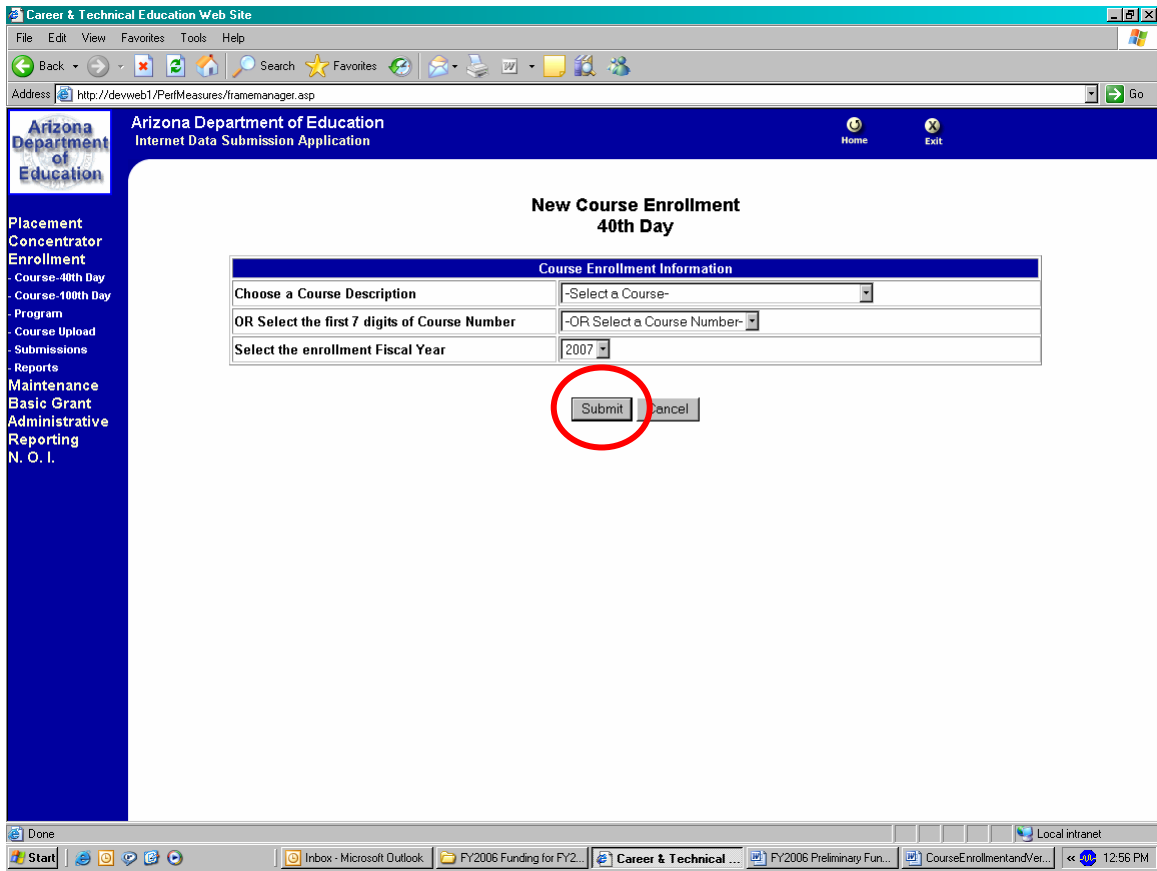 Career & Technical Education Web Site
File Edit View Favorites Tools Help
Back Search Favorites
Address http://devweb1/PerfMeasures/framemanager.asp Go
Arizona
Department
of
Education
Arizona Department of Education
Internet Data Submission Application
Home Exit
Placement
Concentrator
Enrollment
- Course-40th Day
- Course-100th Day
- Program
- Course Upload
- Submissions
- Reports
Maintenance
Basic Grant
Administrative
Reporting
N. O. I.
New Course Enrollment
40th Day
Course Enrollment Information
Choose a Course Description -Select a Course-
OR Select the first 7 digits of Course Number -OR Select a Course Number-
Select the enrollment Fiscal Year 2007
Submit Cancel
Done Local intranet
Start Inbox - Microsoft Outlook FY2006 Funding for FY2... Career & Technical ... FY2006 Preliminary Fun... CourseEnrollmentandVer... « 12:56 PM